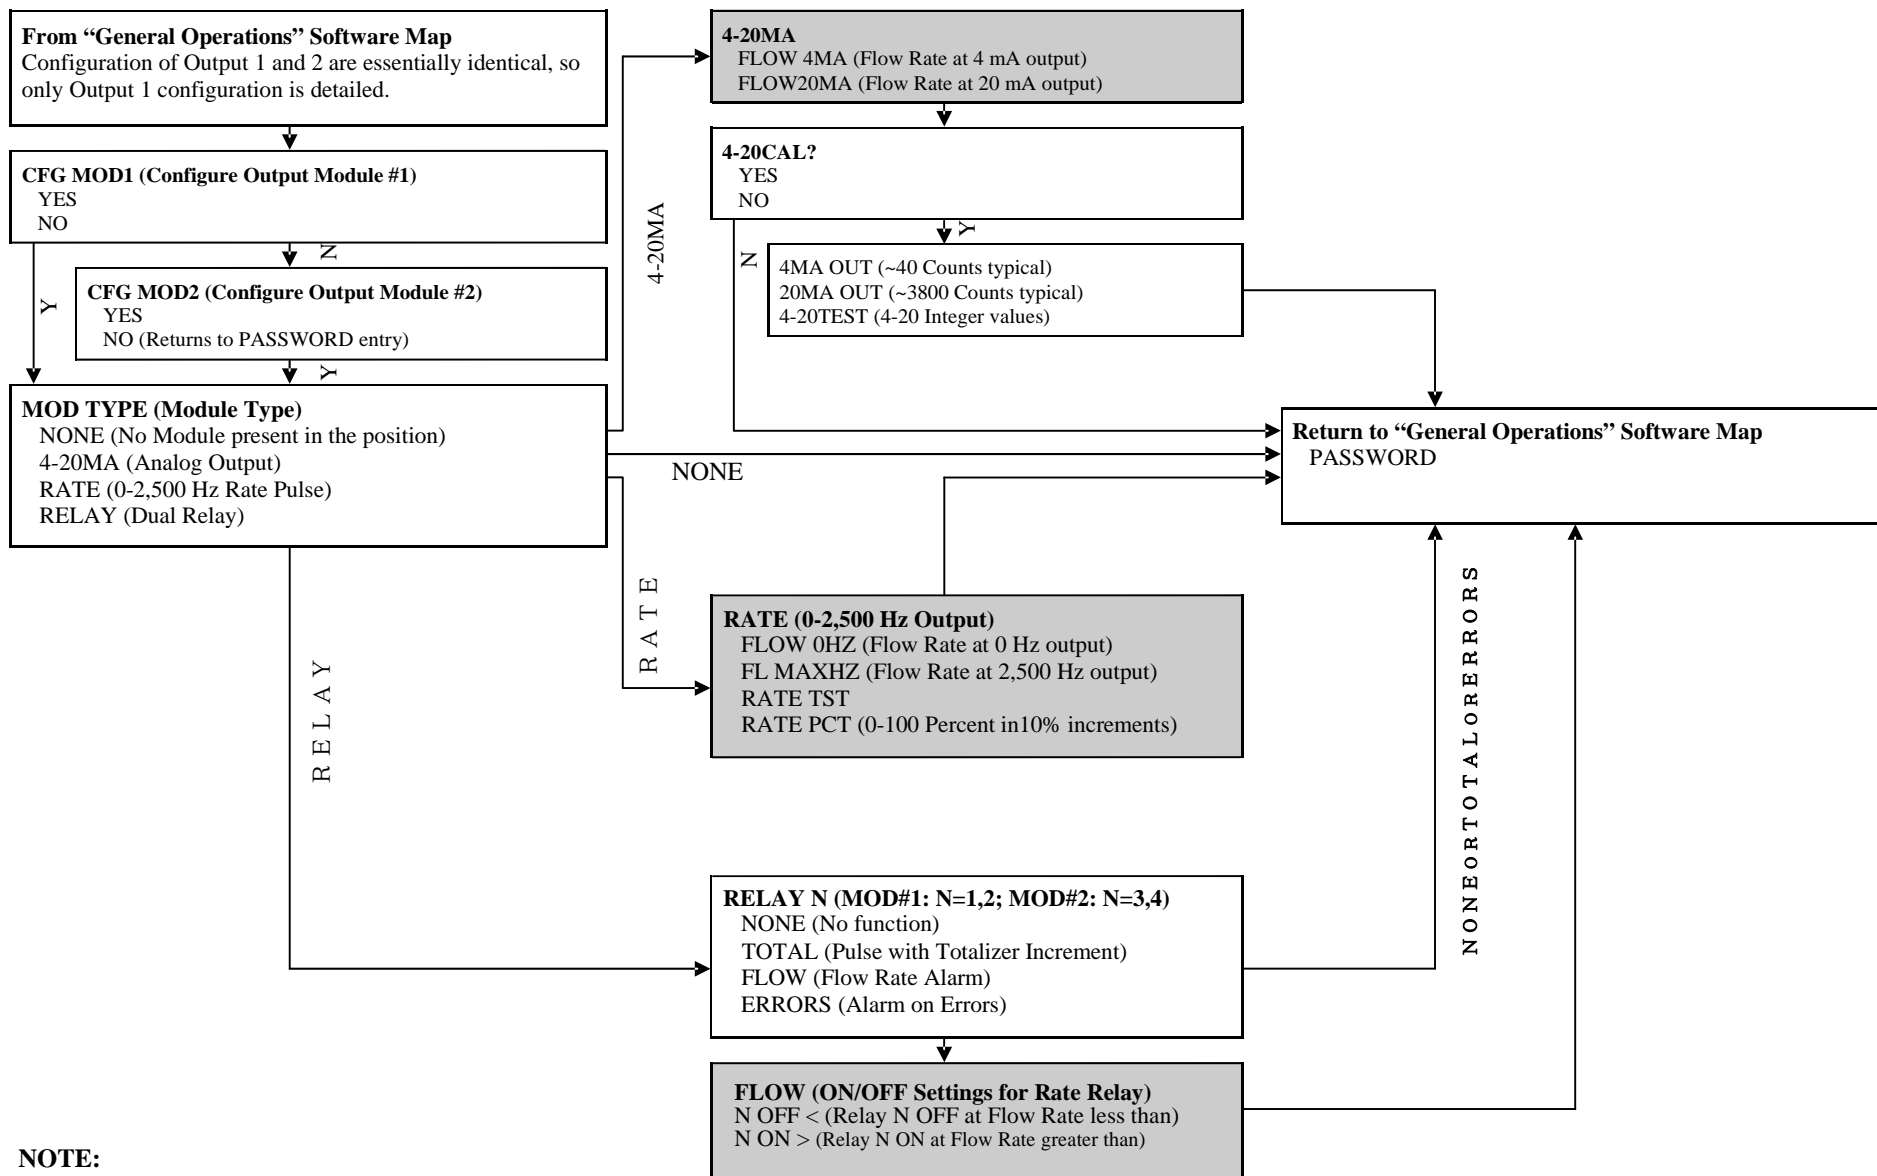 From “General Operations” Software Map
Configuration of Output 1 and 2 are essentially identical, so
only Output 1 configuration is detailed.
CFG MOD1 (Configure Output Module #1)
YES
NO
N
Y
CFG MOD2 (Configure Output Module #2)
YES
NO (Returns to PASSWORD entry)
Y
MOD TYPE (Module Type)
NONE (No Module present in the position)
4-20MA (Analog Output)
RATE (0-2,500 Hz Rate Pulse)
RELAY (Dual Relay)
4-20MA
4-20MA
FLOW 4MA (Flow Rate at 4 mA output)
FLOW20MA (Flow Rate at 20 mA output)
4-20CAL?
YES
NO
Y
N
4MA OUT (~40 Counts typical)
20MA OUT (~3800 Counts typical)
4-20TEST (4-20 Integer values)
NONE
Return to “General Operations” Software Map
PASSWORD
RATE
RATE (0-2,500 Hz Output)
FLOW 0HZ (Flow Rate at 0 Hz output)
FL MAXHZ (Flow Rate at 2,500 Hz output)
RATE TST
RATE PCT (0-100 Percent in10% increments)
RELAY
RELAY N (MOD#1: N=1,2; MOD#2: N=3,4)
NONE (No function)
TOTAL (Pulse with Totalizer Increment)
FLOW (Flow Rate Alarm)
ERRORS (Alarm on Errors)
NONEORTOTALORERRORS
FLOW (ON/OFF Settings for Rate Relay)
N OFF < (Relay N OFF at Flow Rate less than)
N ON > (Relay N ON at Flow Rate greater than)
NOTE: